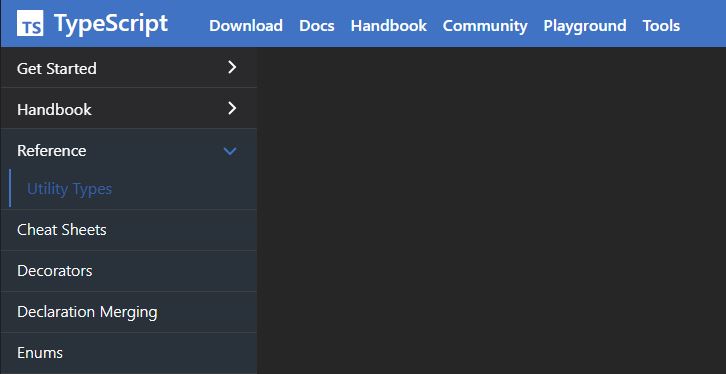 TS TypeScript Download Docs Handbook Community Playground Tools
Get Started
Handbook
Reference
Utility Types
Cheat Sheets
Decorators
Declaration Merging
Enums